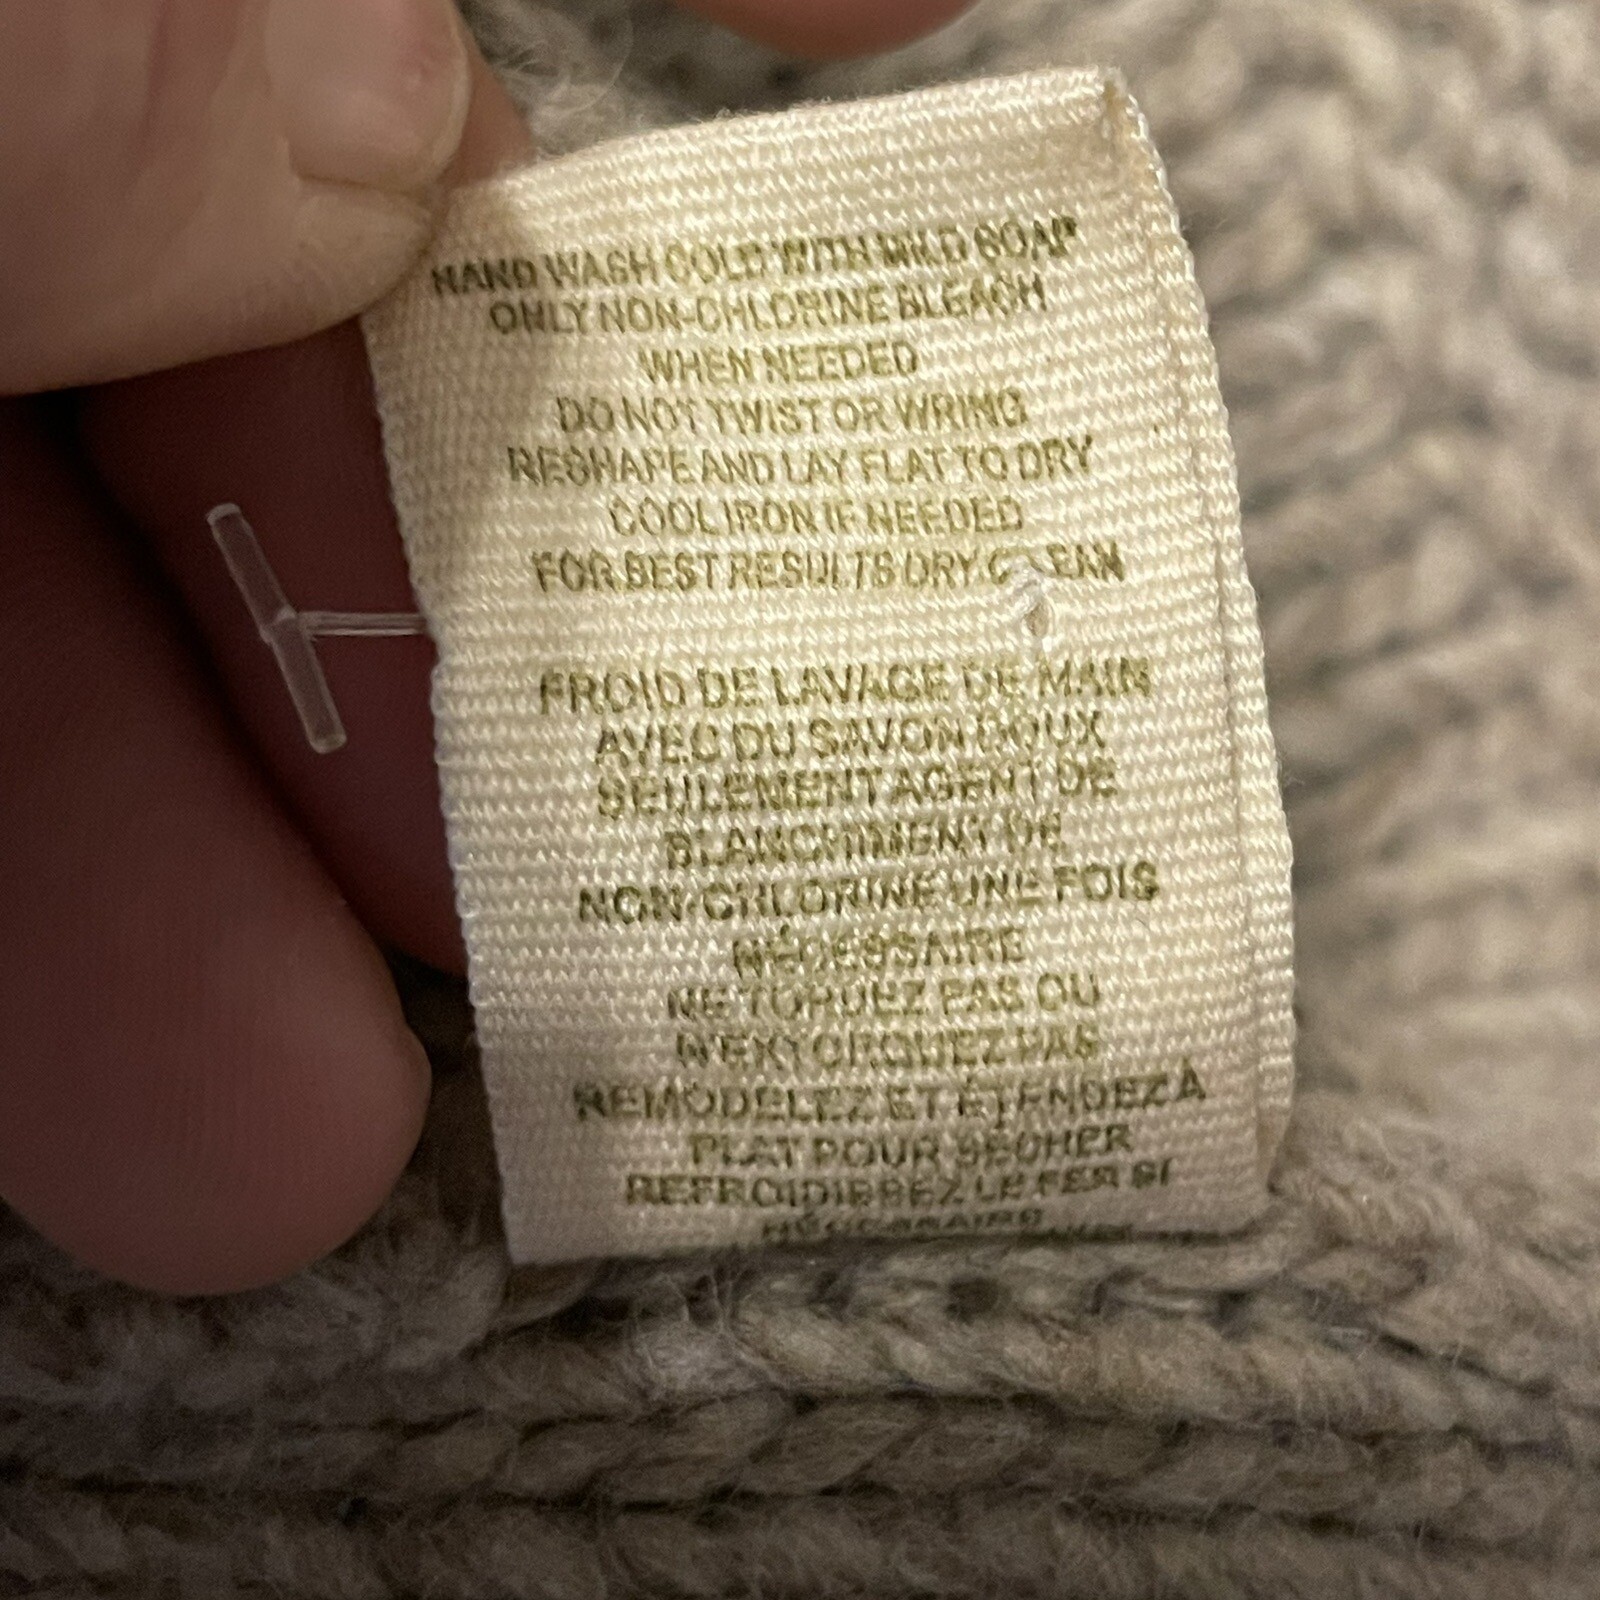 HAND WASH COLD WITH MILD SOAP
ONLY NON-CHLORINE BLEACH
WHEN NEEDED
DO NOT TWIST OR WRING
RESHAPE AND LAY FLAT TO DRY
COOL IRON IF NEEDED
FOR BEST RESULTS DRY CLEAN
FROID DE LAVAGE DE MAIN
AVEC DU SAVON DOUX
SEULEMENT AGENT DE
BLANCHIMENT DE
NON-CHLORINE UNE FOIS
NÉCESSAIRE
NE TORDEZ PAS OU
N'EXTORQUEZ PAS
REMODELEZ ET ÉTENDEZ À
PLAT POUR SÉCHER
REFROIDISSEZ LE FER SI
NÉCESSAIRE